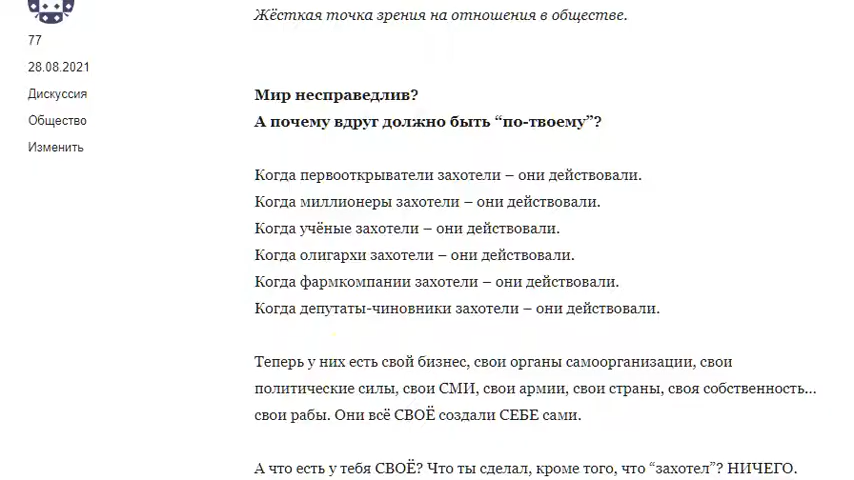 Жёсткая точка зрения на отношения в обществе.
77
28.08.2021
Дискуссия
Общество
Изменить
Мир несправедлив?
А почему вдруг должно быть “по-твоему”?
Когда первооткрыватели захотели – они действовали.
Когда миллионеры захотели – они действовали.
Когда учёные захотели – они действовали.
Когда олигархи захотели – они действовали.
Когда фармкомпании захотели – они действовали.
Когда депутаты-чиновники захотели – они действовали.
Теперь у них есть свой бизнес, свои органы самоорганизации, свои
политические силы, свои СМИ, свои армии, свои страны, своя собственность…
свои рабы. Они всё СВОЁ создали СЕБЕ сами.
А что есть у тебя СВОЁ? Что ты сделал, кроме того, что “захотел”? НИЧЕГО.